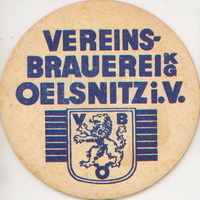 VEREINS-
BRAUEREI KG
OELSNITZ i.V.
V B
O